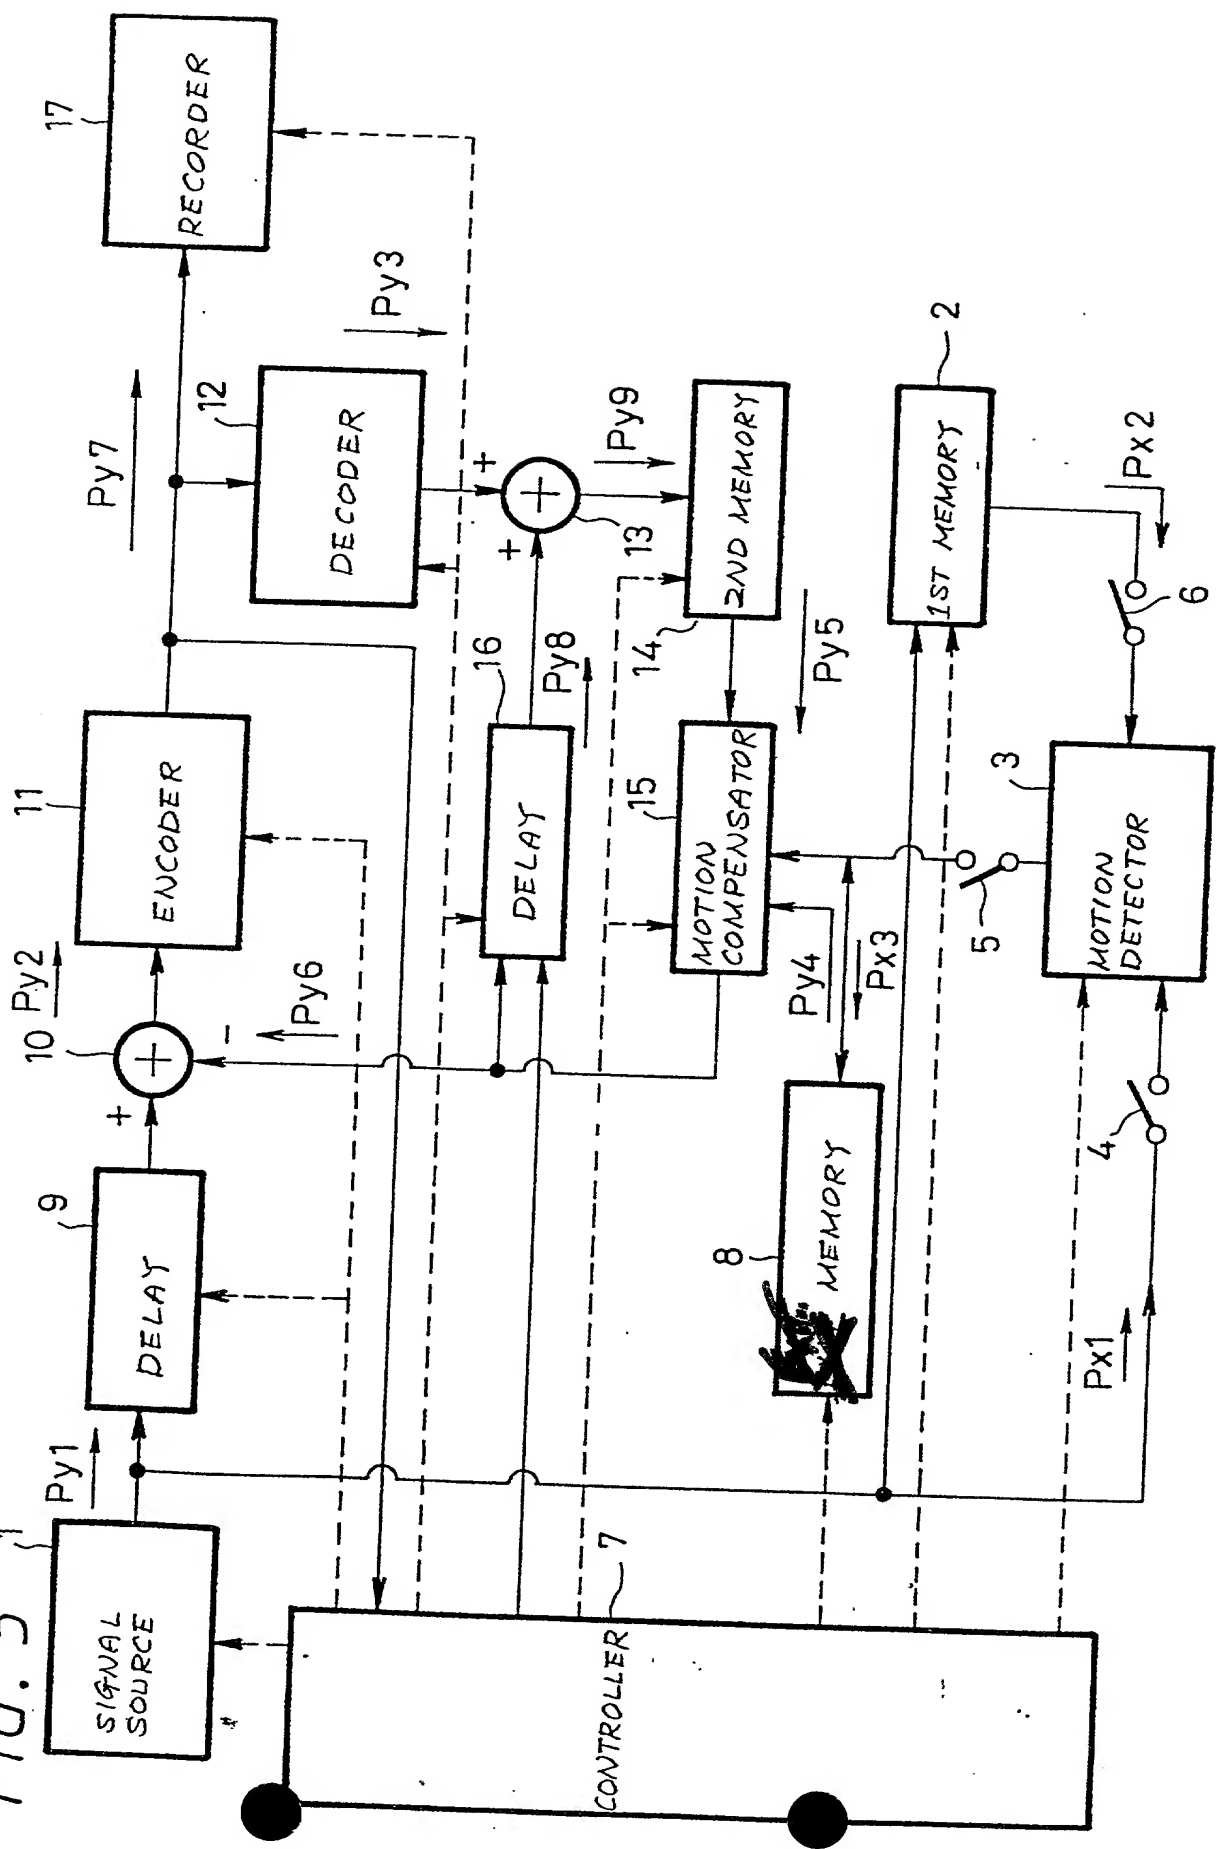 FIG. 3
1
SIGNAL
SOURCE
Py1
9
DELAY
+
10
Py2
-
Py6
11
ENCODER
Py7
17
RECORDER
12
DECODER
Py3
+
+
13
Py9
16
DELAY
Py8
14
2ND MEMORY
Py5
15
MOTION
COMPENSATOR
Py4
Px3
8
MEMORY
7
CONTROLLER
2
1ST MEMORY
Px2
6
3
MOTION
DETECTOR
5
4
Px1